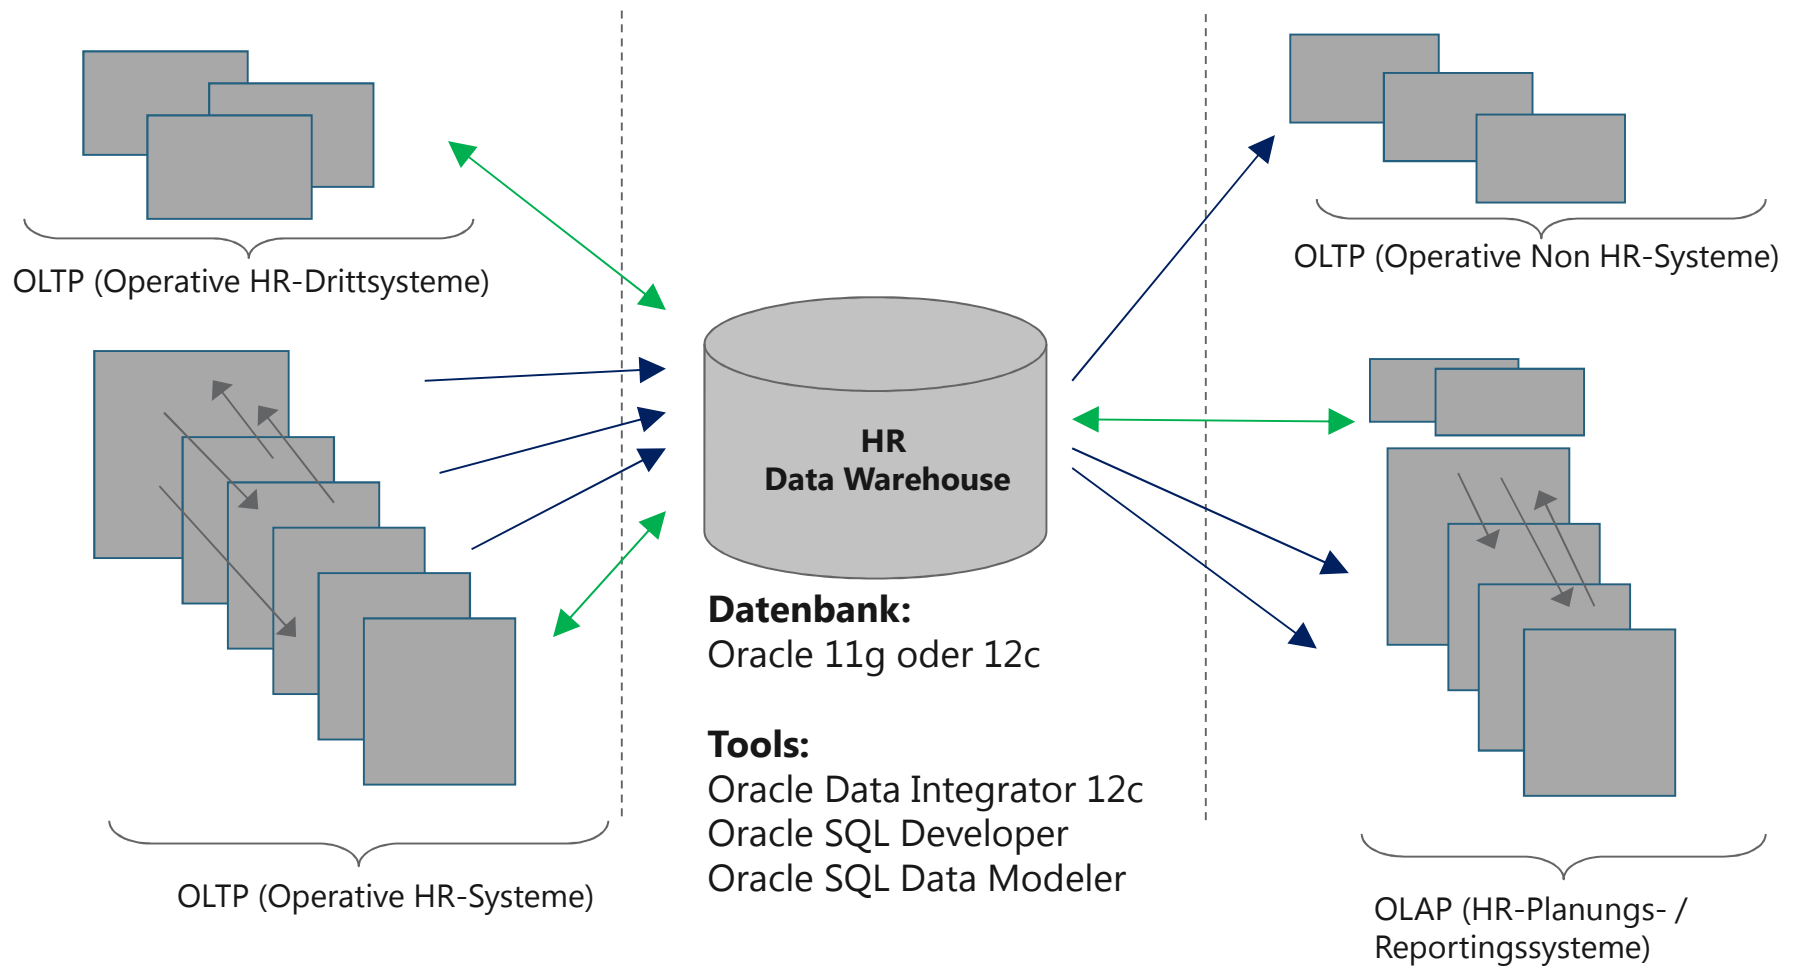 OLTP (Operative HR-Drittsysteme)
OLTP (Operative Non HR-Systeme)
HR
Data Warehouse
Datenbank:
Oracle 11g oder 12c
Tools:
Oracle Data Integrator 12c
Oracle SQL Developer
Oracle SQL Data Modeler
OLTP (Operative HR-Systeme)
OLAP (HR-Planungs- /
Reportingssysteme)